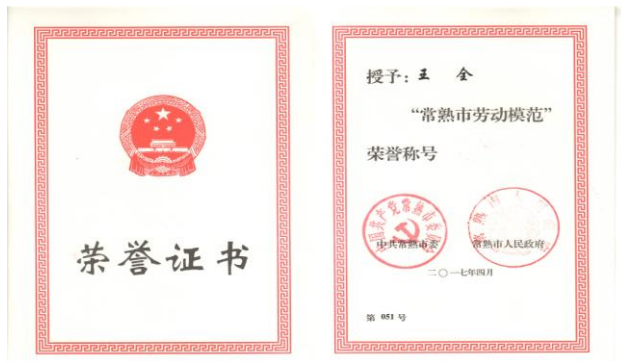 荣誉证书
授予：王 全
“常熟市劳动模范”
荣誉称号
中共常熟市委 常熟市人民政府
二〇一七年四月
第 051 号